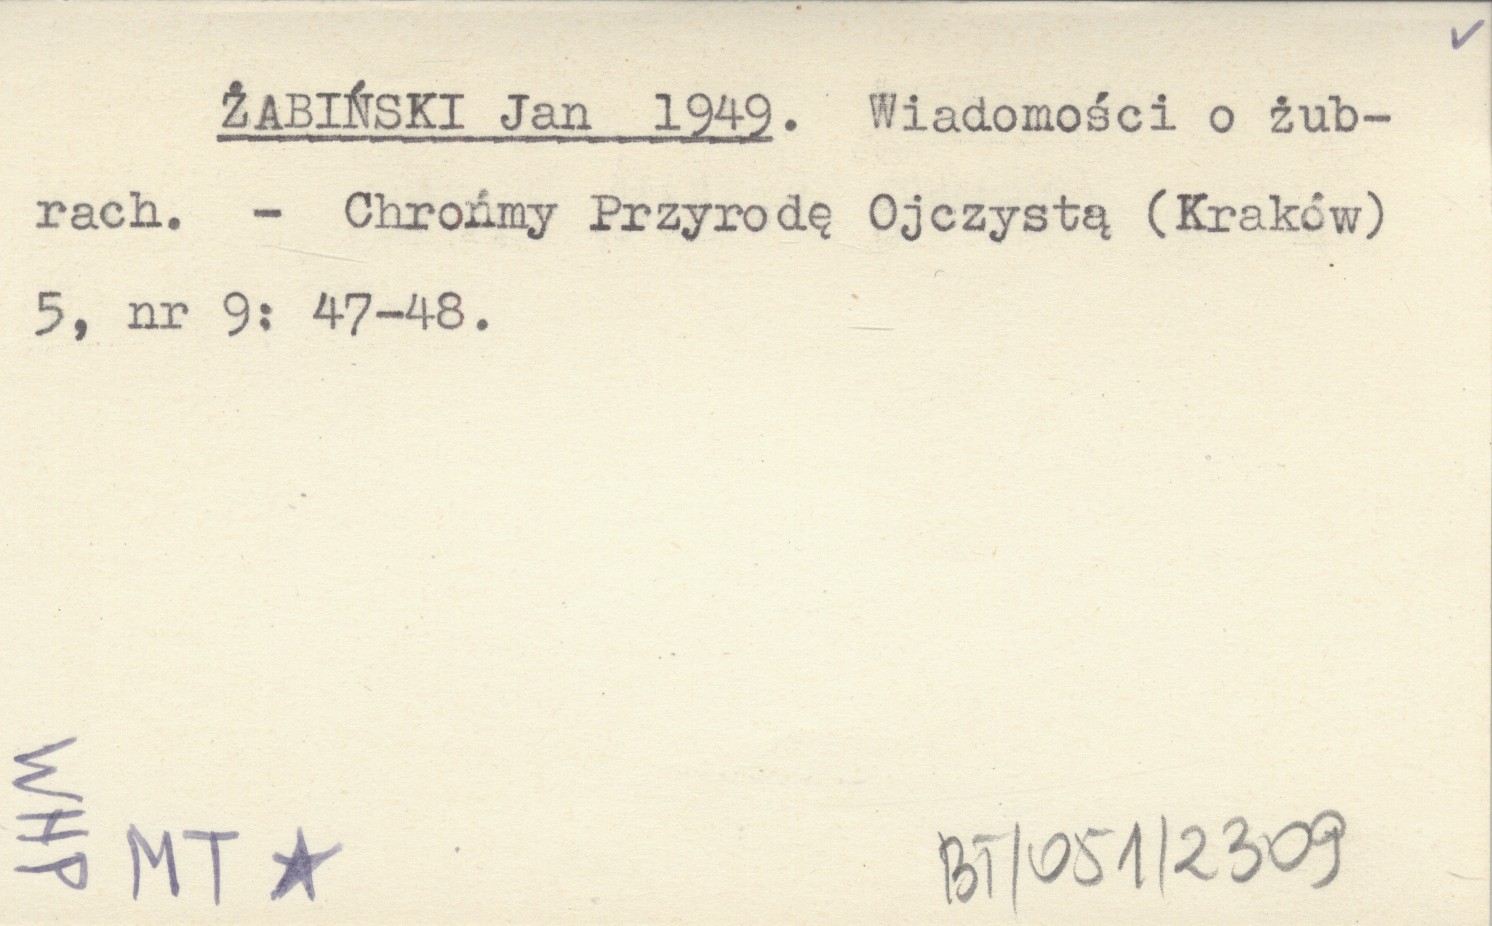 ŻABIŃSKI Jan 1949. Wiadomości o żub-
rach. - Chrońmy Przyrodę Ojczystą (Kraków)
5, nr 9: 47-48.
WHP
MT
BT/051/2309